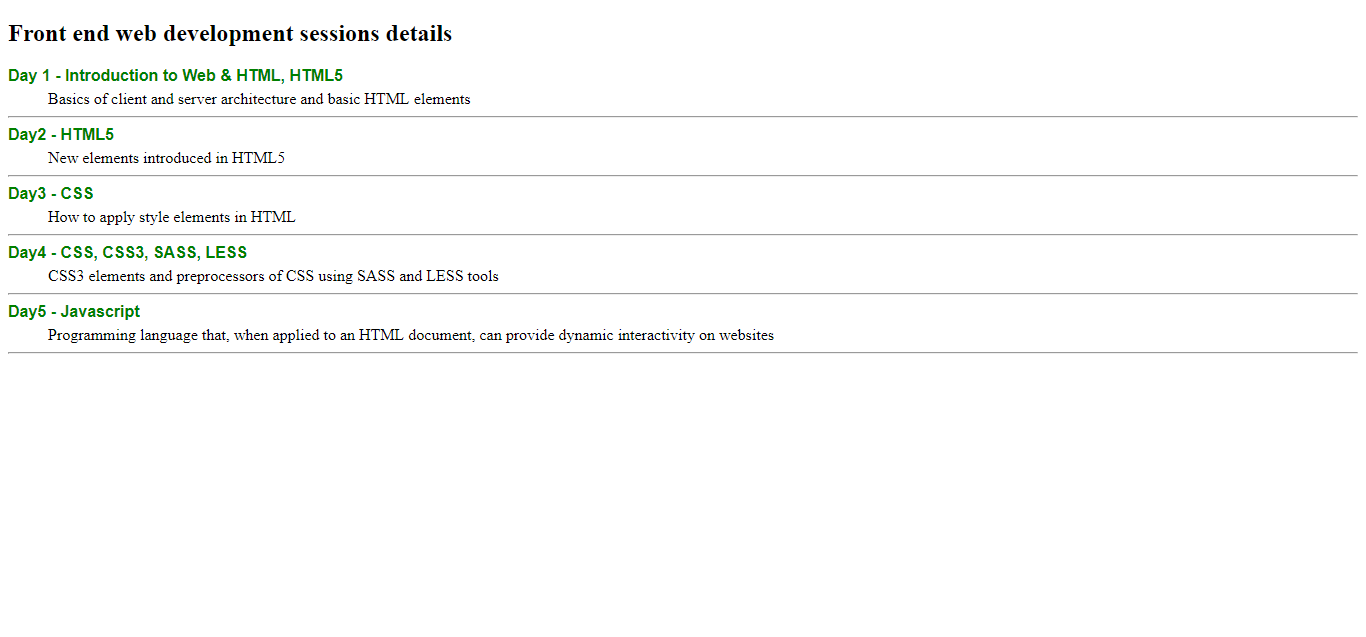 Front end web development sessions details
Day 1 - Introduction to Web & HTML, HTML5
Basics of client and server architecture and basic HTML elements
Day2 - HTML5
New elements introduced in HTML5
Day3 - CSS
How to apply style elements in HTML
Day4 - CSS, CSS3, SASS, LESS
CSS3 elements and preprocessors of CSS using SASS and LESS tools
Day5 - Javascript
Programming language that, when applied to an HTML document, can provide dynamic interactivity on websites